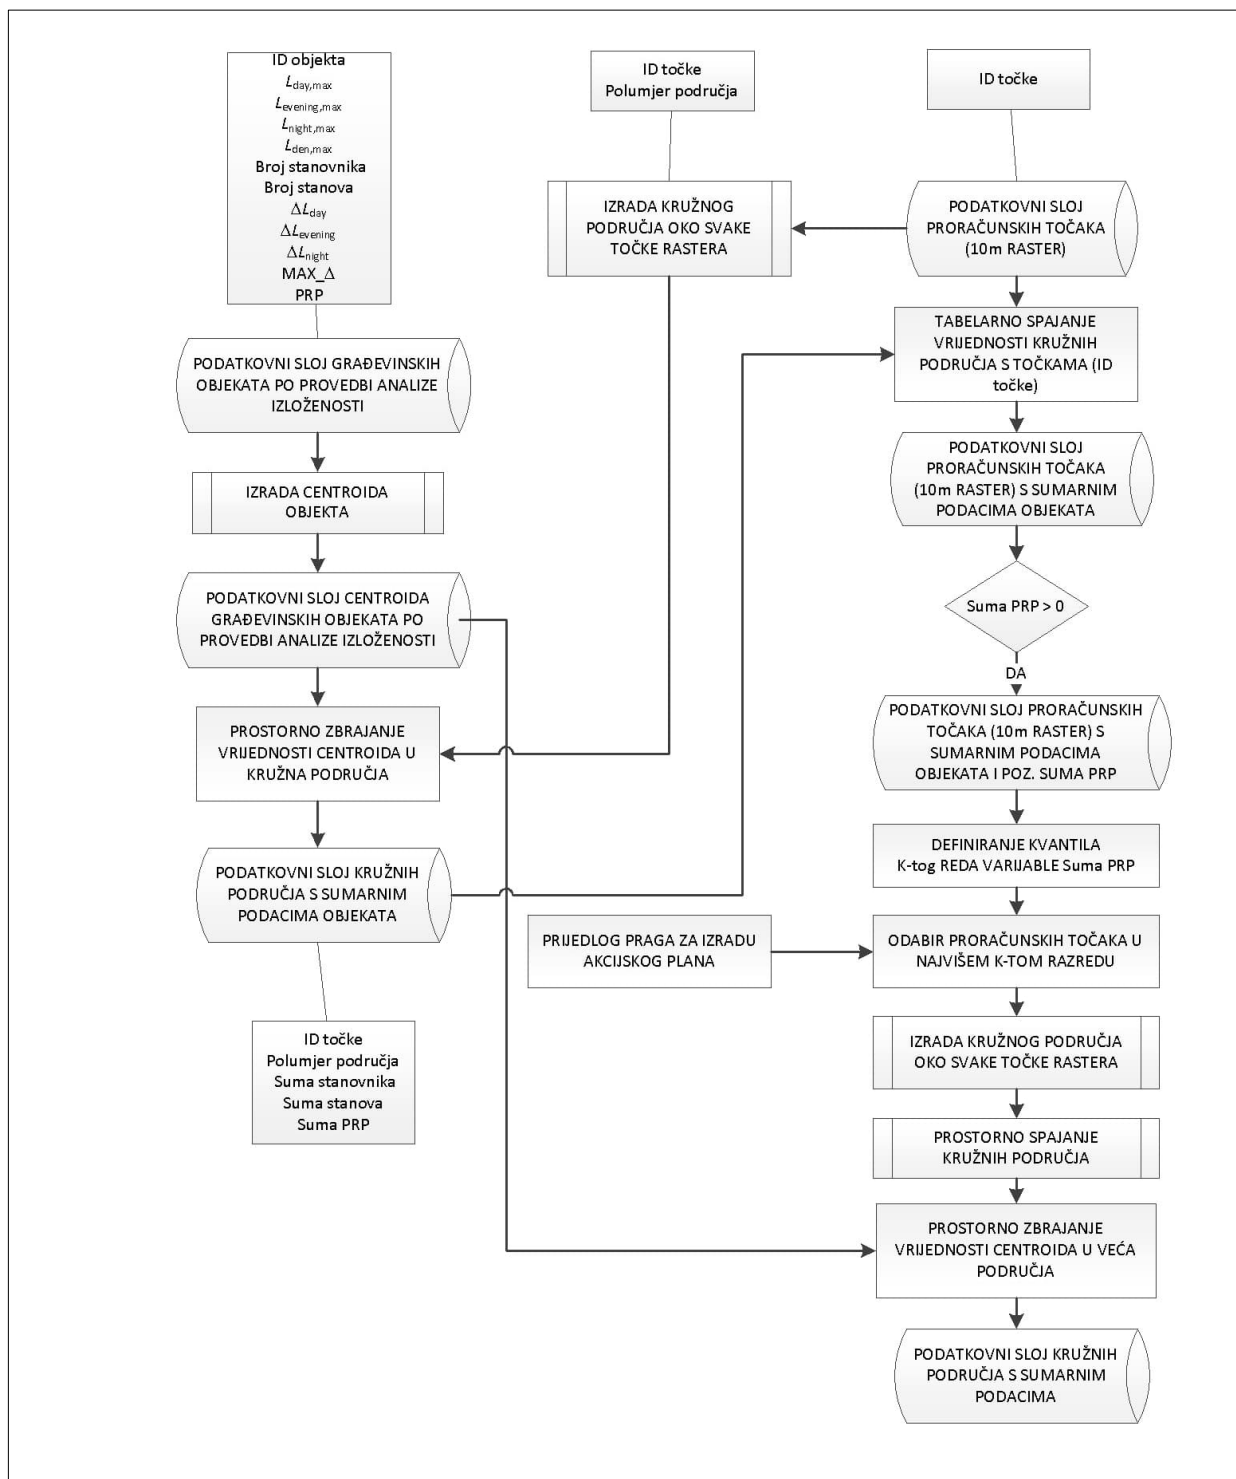 ID objekta
Lday,max
Levening,max
Lnight,max
Lden,max
Broj stanovnika
Broj stanova
ΔLday
ΔLevening
ΔLnight
MAX_Δ
PRP
PODATKOVNI SLOJ GRAĐEVINSKIH
OBJEKATA PO PROVEDBI ANALIZE
IZLOŽENOSTI
IZRADA CENTROIDA
OBJEKTA
PODATKOVNI SLOJ CENTROIDA
GRAĐEVINSKIH OBJEKATA PO
PROVEDBI ANALIZE IZLOŽENOSTI
PROSTORNO ZBRAJANJE
VRIJEDNOSTI CENTROIDA U
KRUŽNA PODRUČJA
PODATKOVNI SLOJ KRUŽNIH
PODRUČJA S SUMARNIM
PODACIMA OBJEKATA
ID točke
Polumjer područja
Suma stanovnika
Suma stanova
Suma PRP
ID točke
Polumjer područja
IZRADA KRUŽNOG
PODRUČJA OKO SVAKE
TOČKE RASTERA
PRIJEDLOG PRAGA ZA IZRADU
AKCIJSKOG PLANA
ID točke
PODATKOVNI SLOJ
PRORAČUNSKIH TOČAKA
(10m RASTER)
TABELARNO SPAJANJE
VRIJEDNOSTI KRUŽNIH
PODRUČJA S TOČKAMA (ID
točke)
PODATKOVNI SLOJ
PRORAČUNSKIH TOČAKA
(10m RASTER) S SUMARNIM
PODACIMA OBJEKATA
Suma PRP > 0
DA
PODATKOVNI SLOJ PRORAČUNSKIH
TOČAKA (10m RASTER) S
SUMARNIM PODACIMA
OBJEKATA I POZ. SUMA PRP
DEFINIRANJE KVANTILA
K-tog REDA VARIJABLE Suma PRP
ODABIR PRORAČUNSKIH TOČAKA U
NAJVIŠEM K-TOM RAZREDU
IZRADA KRUŽNOG PODRUČJA
OKO SVAKE TOČKE RASTERA
PROSTORNO SPAJANJE
KRUŽNIH PODRUČJA
PROSTORNO ZBRAJANJE
VRIJEDNOSTI CENTROIDA U VEĆA
PODRUČJA
PODATKOVNI SLOJ KRUŽNIH
PODRUČJA S SUMARNIM
PODACIMA